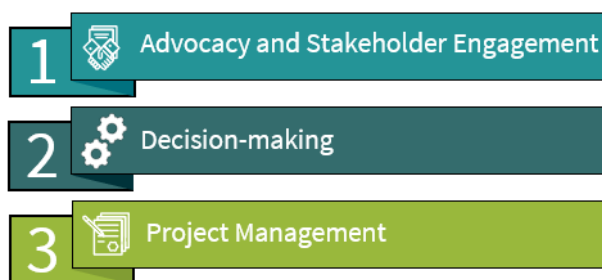 1 Advocacy and Stakeholder Engagement
2 Decision-making
3 Project Management